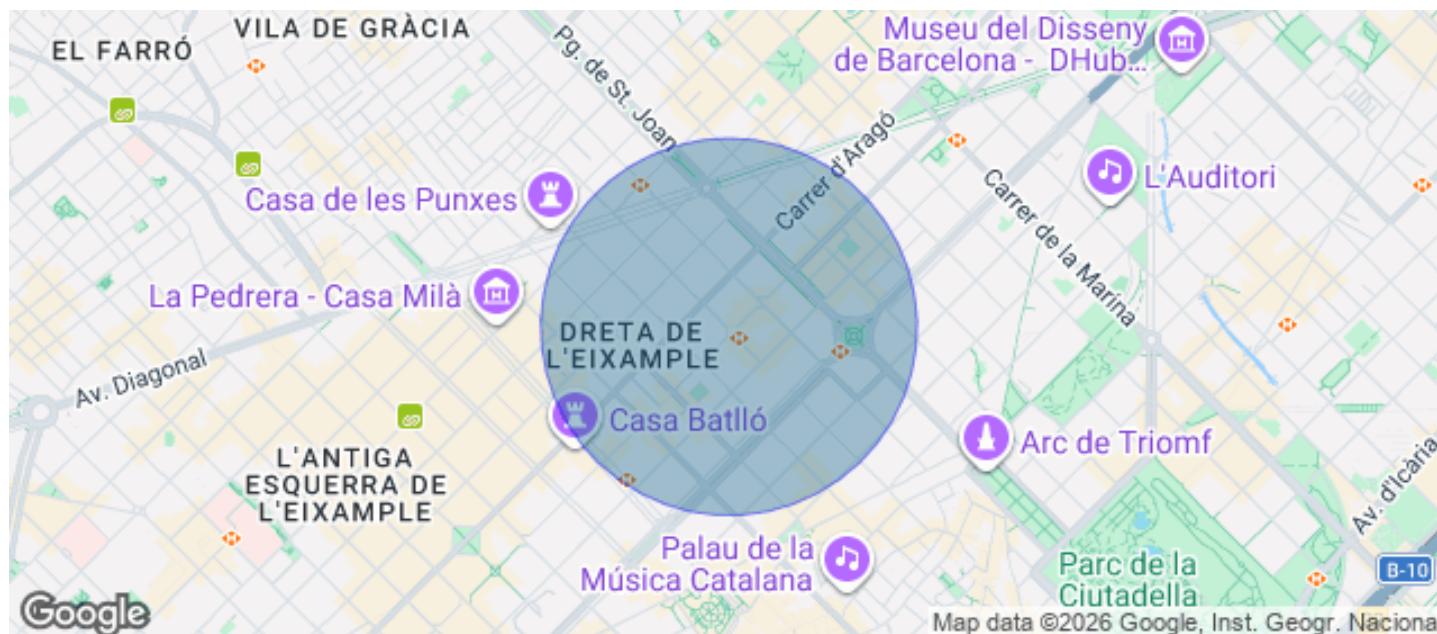 VILA DE GRÀCIA
EL FARRÓ
Museu del Disseny
de Barcelona - DHub...
Pg. de St. Joan
Carrer d'Aragó
L'Auditori
Casa de les Punxes
Carrer de la Marina
La Pedrera - Casa Milà
DRETA DE
L'EIXAMPLE
Av. Diagonal
Casa Batlló
Arc de Triomf
L'ANTIGA
ESQUERRA DE
L'EIXAMPLE
Av. d'Icària
Palau de la
Música Catalana
Parc de la
Ciutadella
B-10
Google
Map data ©2026 Google, Inst. Geogr. Naciona